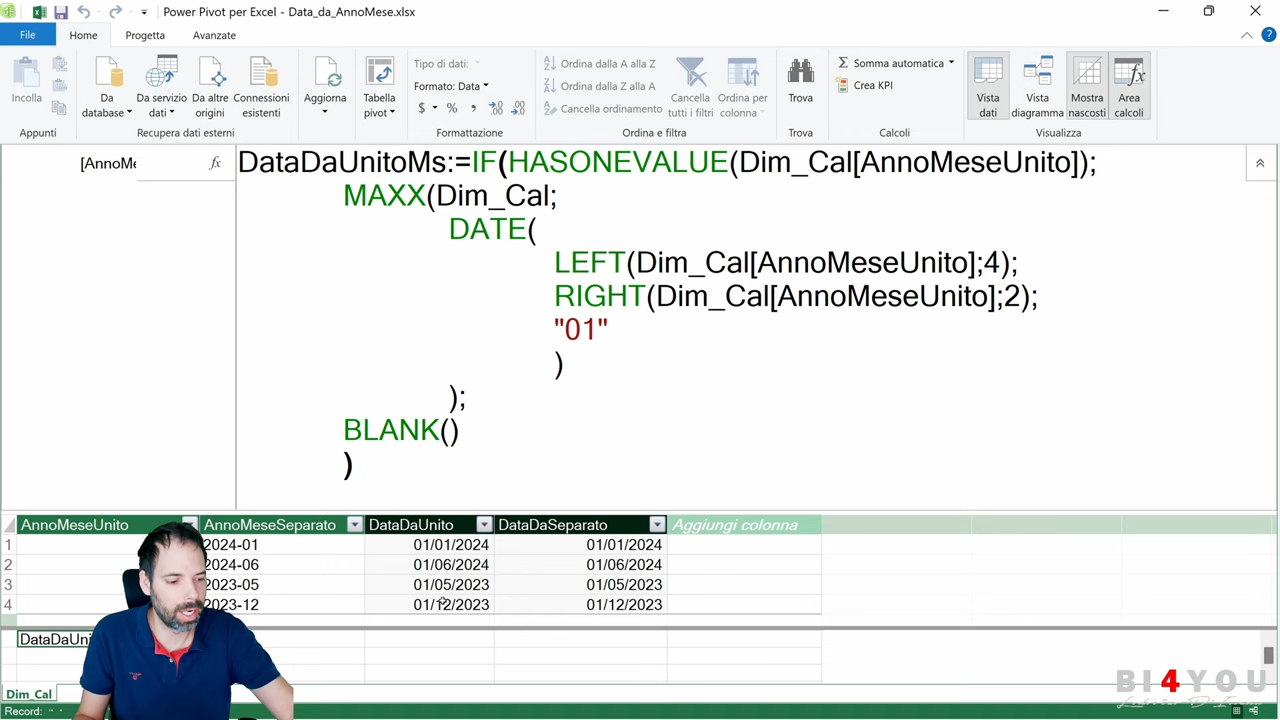 Power Pivot per Excel - Data_da_AnnoMese.xlsx
File Home Progetta Avanzate
Incolla
Appunti
Da database
Da servizio dati
Da altre origini
Connessioni esistenti
Recupera dati esterni
Aggiorna
Tabella pivot
Tipo di dati:
Formato: Data
$ % , 
Formattazione
Ordina dalla A alla Z
Ordina dalla Z alla A
Cancella ordinamento
Cancella tutti i filtri
Ordina per colonna
Ordina e filtra
Trova
Trova
Somma automatica
Crea KPI
Calcoli
Vista dati
Vista diagramma
Mostra nascosti
Area calcoli
Visualizza
[AnnoMe fx
DataDaUnitoMs:=IF(HASONEVALUE(Dim_Cal[AnnoMeseUnito]);
MAXX(Dim_Cal;
DATE(
LEFT(Dim_Cal[AnnoMeseUnito];4);
RIGHT(Dim_Cal[AnnoMeseUnito];2);
"01"
)
);
BLANK()
)
AnnoMeseUnito AnnoMeseSeparato DataDaUnito DataDaSeparato Aggiungi colonna
1 2024-01 01/01/2024 01/01/2024
2 2024-06 01/06/2024 01/06/2024
3 2023-05 01/05/2023 01/05/2023
4 2023-12 01/12/2023 01/12/2023
DataDaUni
Dim_Cal
Record:
BI4YOU